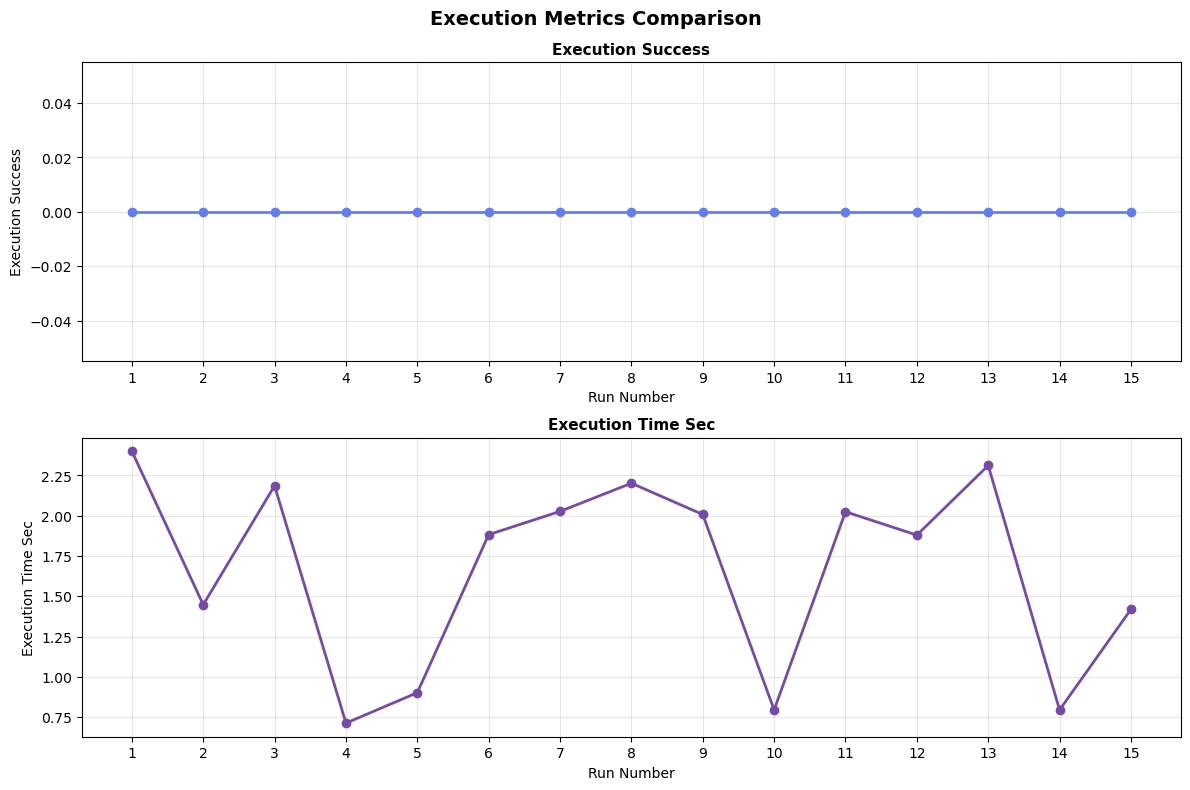 Execution Metrics Comparison
Execution Success
Execution Success
0.04
0.02
0.00
−0.02
−0.04
1 2 3 4 5 6 7 8 9 10 11 12 13 14 15
Run Number
Execution Time Sec
Execution Time Sec
2.25
2.00
1.75
1.50
1.25
1.00
0.75
1 2 3 4 5 6 7 8 9 10 11 12 13 14 15
Run Number